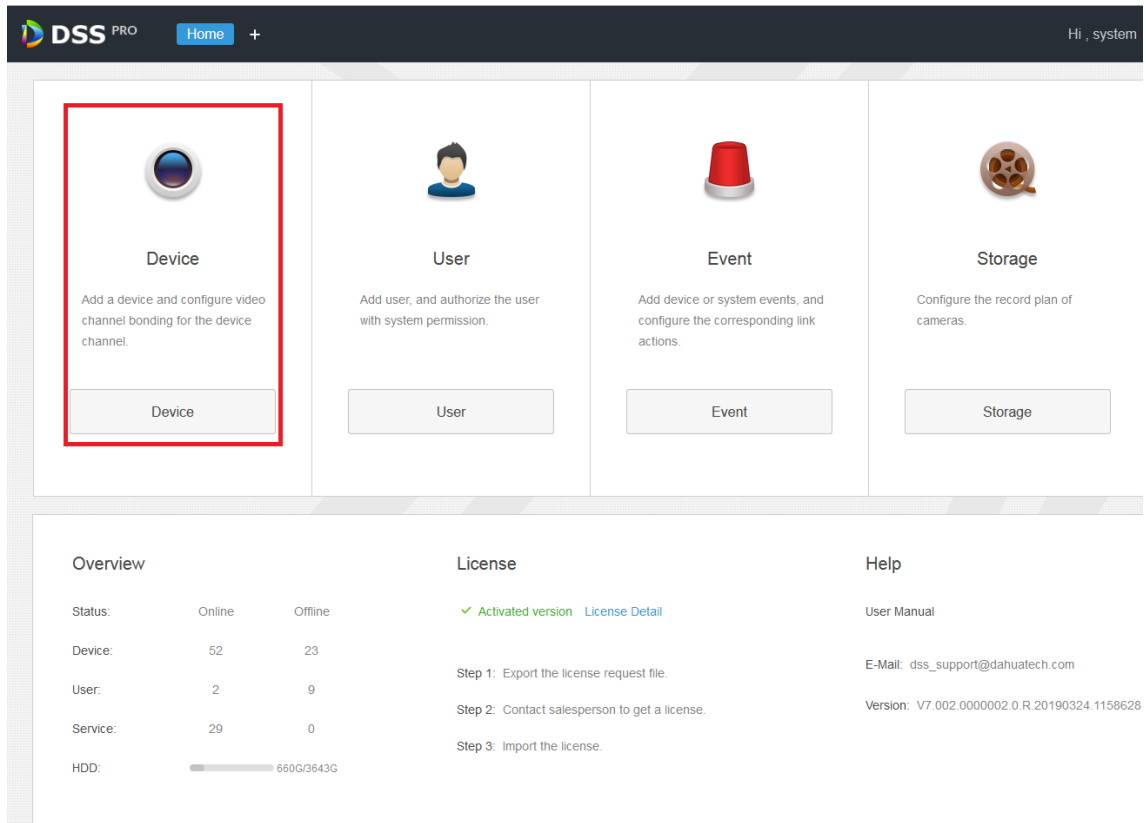 DSS PRO Home + Hi , system
Device
Add a device and configure video
channel bonding for the device
channel.
Device
User
Add user, and authorize the user
with system permission.
User
Event
Add device or system events, and
configure the corresponding link
actions.
Event
Storage
Configure the record plan of
cameras.
Storage
Overview
Status: Online Offline
Device: 52 23
User: 2 9
Service: 29 0
HDD: 660G/3643G
License
Activated version License Detail
Step 1: Export the license request file.
Step 2: Contact salesperson to get a license.
Step 3: Import the license.
Help
User Manual
E-Mail: dss_support@dahuatech.com
Version: V7.002.0000002.0.R.20190324.1158628